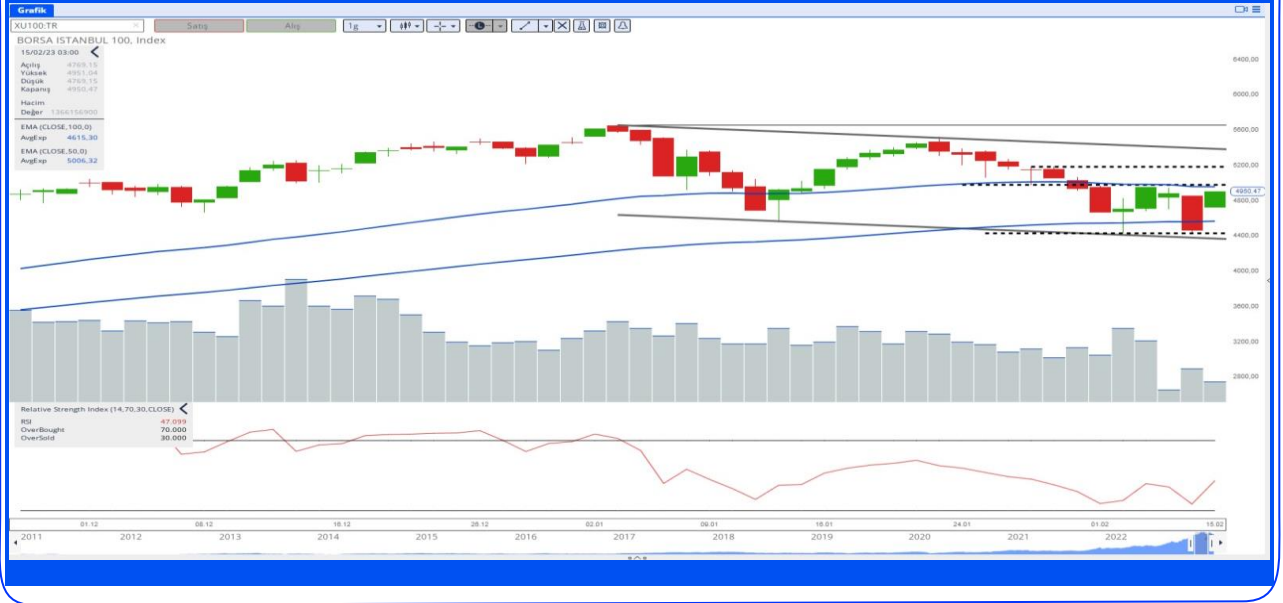 Grafik
XU100:TR × Satış Alış 1g
BORSA ISTANBUL 100, Index
15/02/23 03:00
Açılış 4769,15
Yüksek 4951,04
Düşük 4769,15
Kapanış 4950,47
Hacim
Değer 1366156900
EMA (CLOSE,100,0)
AvgExp 4615,30
EMA (CLOSE,50,0)
AvgExp 5006,32
6400,00
6000,00
5600,00
5200,00
4950.47
4800,00
4400,00
4000,00
3600,00
3200,00
2800,00
Relative Strength Index (14,70,30,CLOSE)
RSI 47.099
OverBought 70.000
OverSold 30.000
01.12 08.12 16.12 26.12 02.01 09.01 16.01 24.01 01.02 15.02
2011 2012 2013 2014 2015 2016 2017 2018 2019 2020 2021 2022